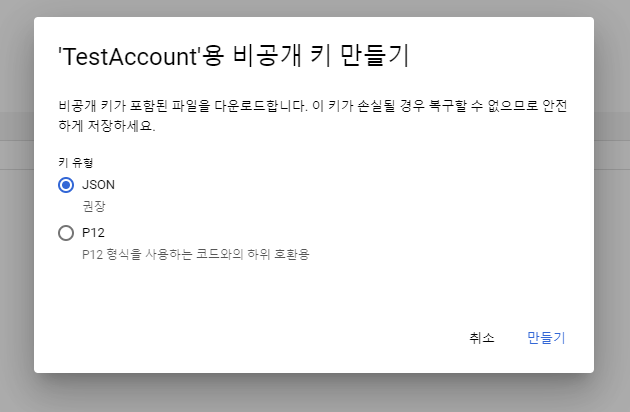 'TestAccount'용 비공개 키 만들기
비공개 키가 포함된 파일을 다운로드합니다. 이 키가 손실될 경우 복구할 수 없으므로 안전
하게 저장하세요.
키 유형
JSON
권장
P12
P12 형식을 사용하는 코드와의 하위 호환용
취소 만들기